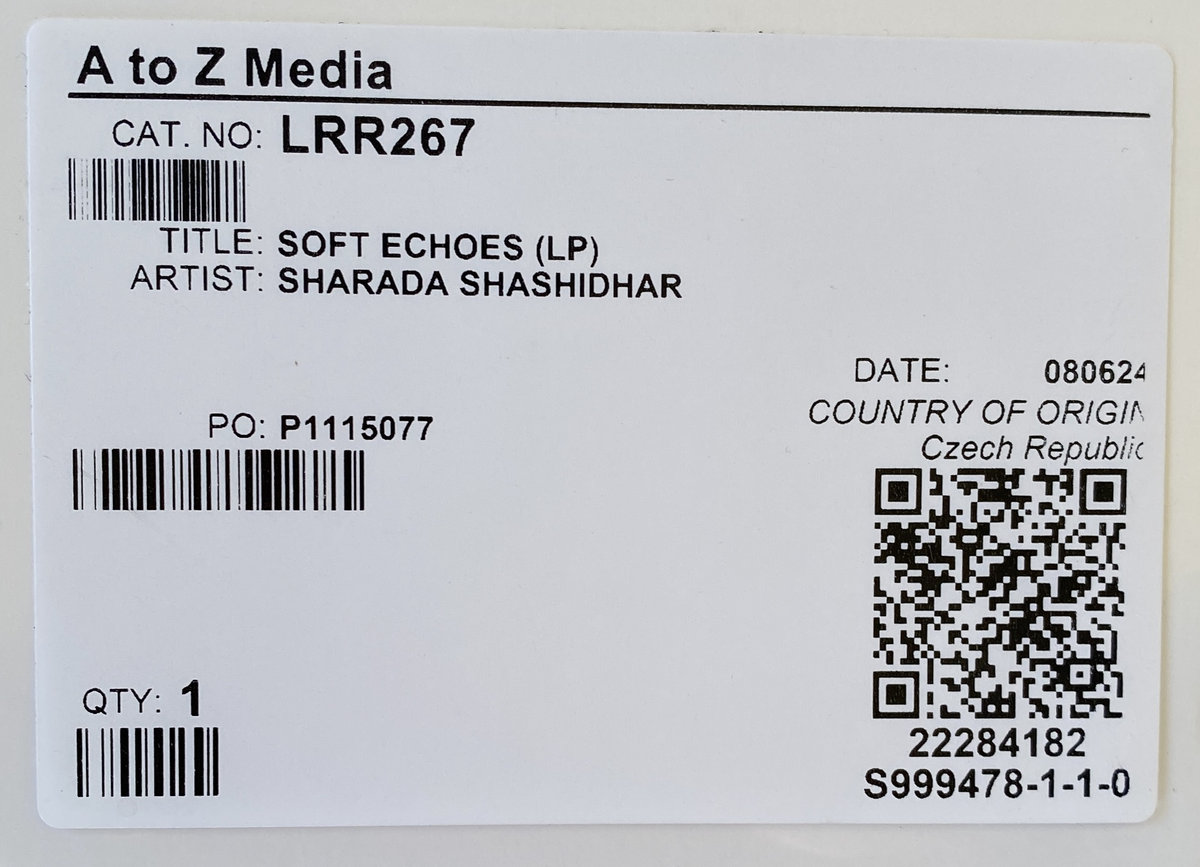 A to Z Media
CAT. NO: LRR267
TITLE: SOFT ECHOES (LP)
ARTIST: SHARADA SHASHIDHAR
DATE: 080624
COUNTRY OF ORIGIN
Czech Republic
PO: P1115077
QTY: 1
22284182
S999478-1-1-0